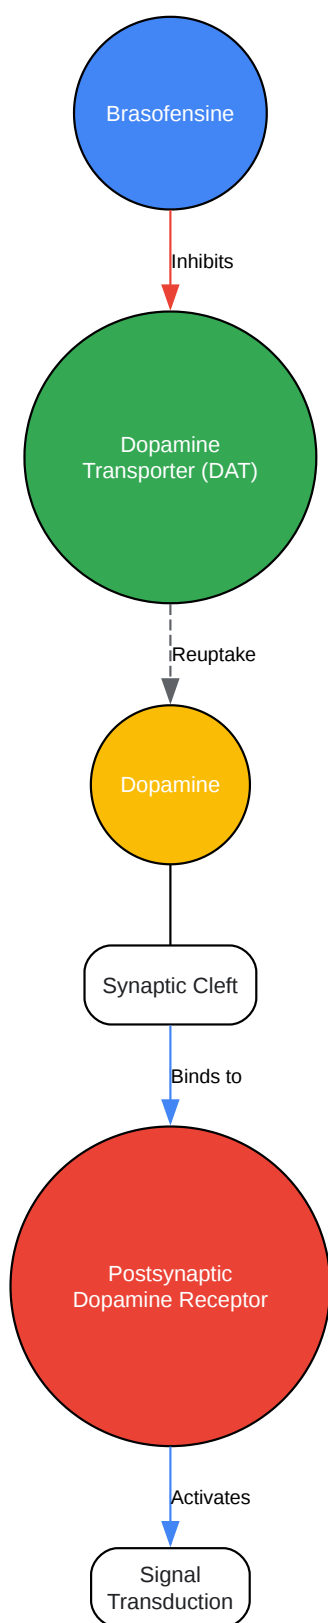 Brasofensine
Inhibits
Dopamine
Transporter (DAT)
Reuptake
Dopamine
Synaptic Cleft
Binds to
Postsynaptic
Dopamine Receptor
Activates
Signal
Transduction